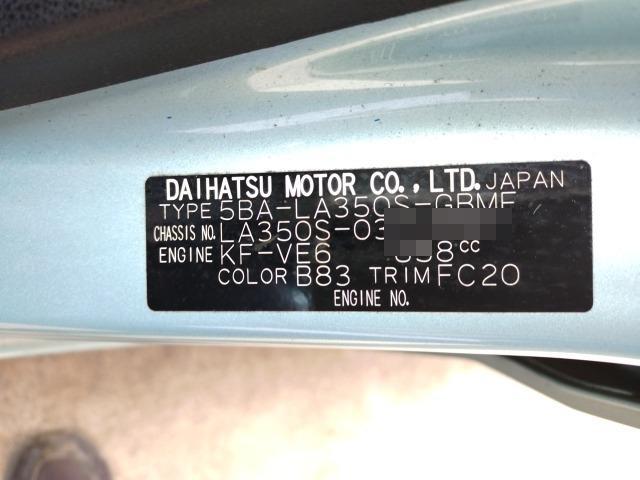 DAIHATSU MOTOR CO., LTD. JAPAN
TYPE 5BA-LA350S-GBMF
CHASSIS NO. LA350S-03
ENGINE KF-VE6 658cc
COLOR B83 TRIM FC20
ENGINE NO.